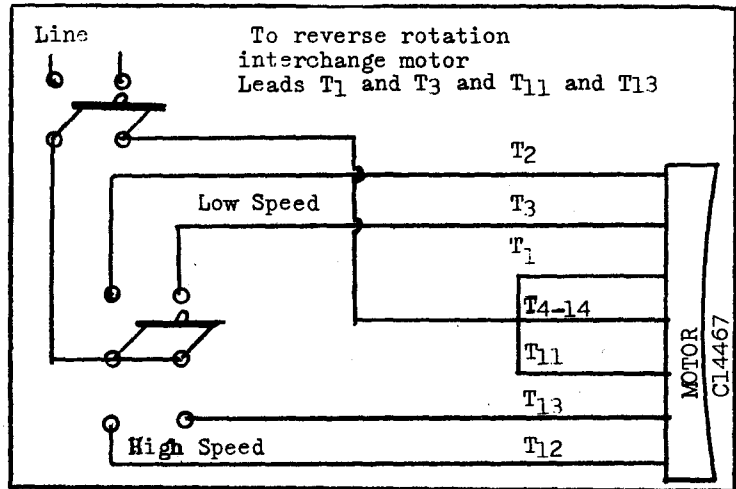 Line
To reverse rotation
interchange motor
Leads T1 and T3 and T11 and T13
T2
Low Speed
T3
T1
T4-14
T11
T13
High Speed
T12
MOTOR
C14467